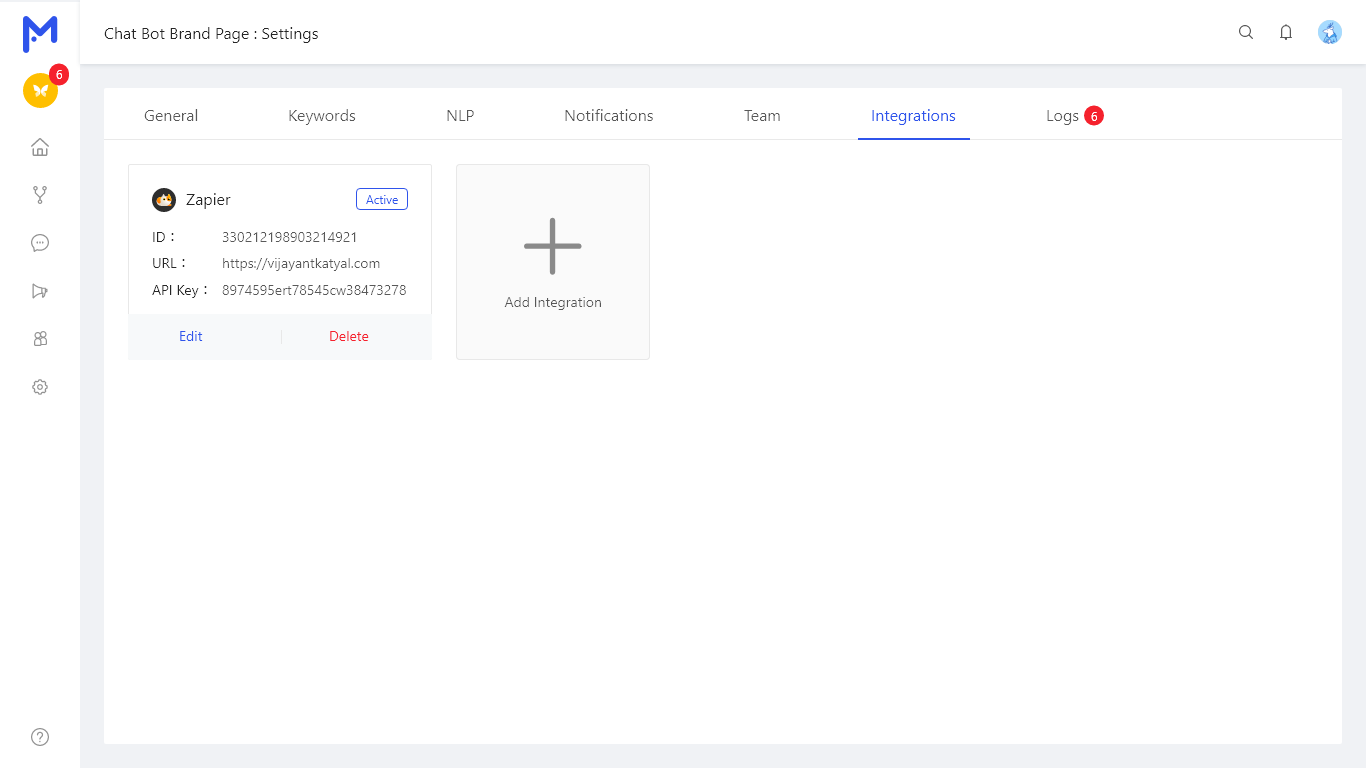 Chat Bot Brand Page : Settings
6
General
Keywords
NLP
Notifications
Team
Integrations
Logs 6
Zapier
Active
ID：330212198903214921
URL：https://vijayantkatyal.com
API Key：8974595ert78545cw38473278
Edit
Delete
Add Integration